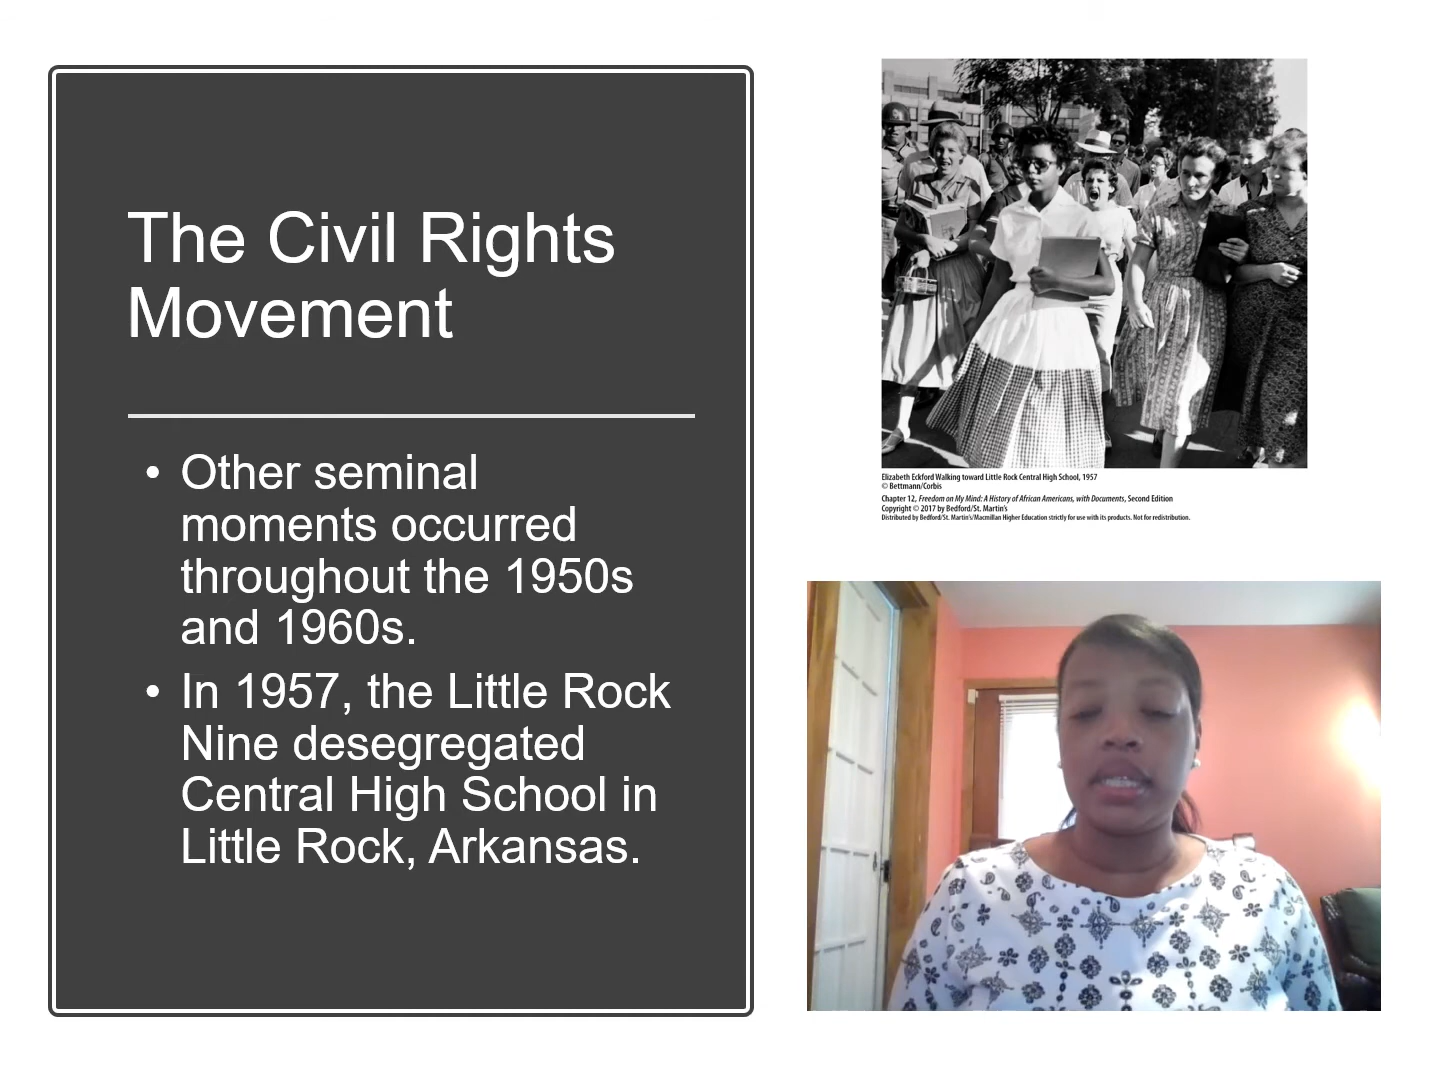 The Civil Rights
Movement
• Other seminal
moments occurred
throughout the 1950s
and 1960s.
• In 1957, the Little Rock
Nine desegregated
Central High School in
Little Rock, Arkansas.
Elizabeth Eckford Walking toward Little Rock Central High School, 1957
© Bettmann/Corbis
Chapter 12, Freedom on My Mind: A History of African Americans, with Documents, Second Edition
Copyright © 2017 by Bedford/St. Martin's
Distributed by Bedford/St. Martin's/Macmillan Higher Education strictly for use with its products. Not for redistribution.